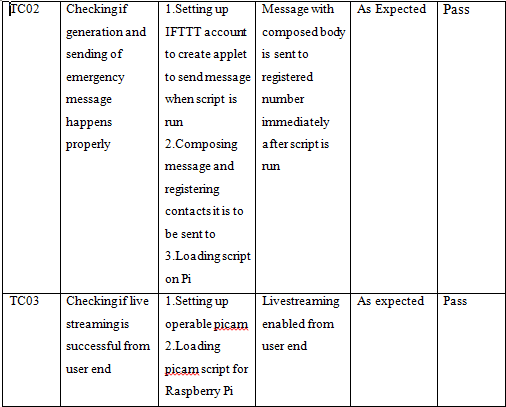 TC02
Checking if
generation and
sending of
emergency
message
happens
properly
1.Setting up
IFTTT account
to create applet
to send message
when script is
run
2.Composing
message and
registering
contacts it is to
be sent to
3.Loading script
on Pi
Message with
composed body
is sent to
registered
number
immediately
after script is
run
As Expected
Pass
TC03
Checking if live
streaming is
successful from
user end
1.Setting up
operable picam
2.Loading
picam script for
Raspberry Pi
Livestreaming
enabled from
user end
As expected
Pass